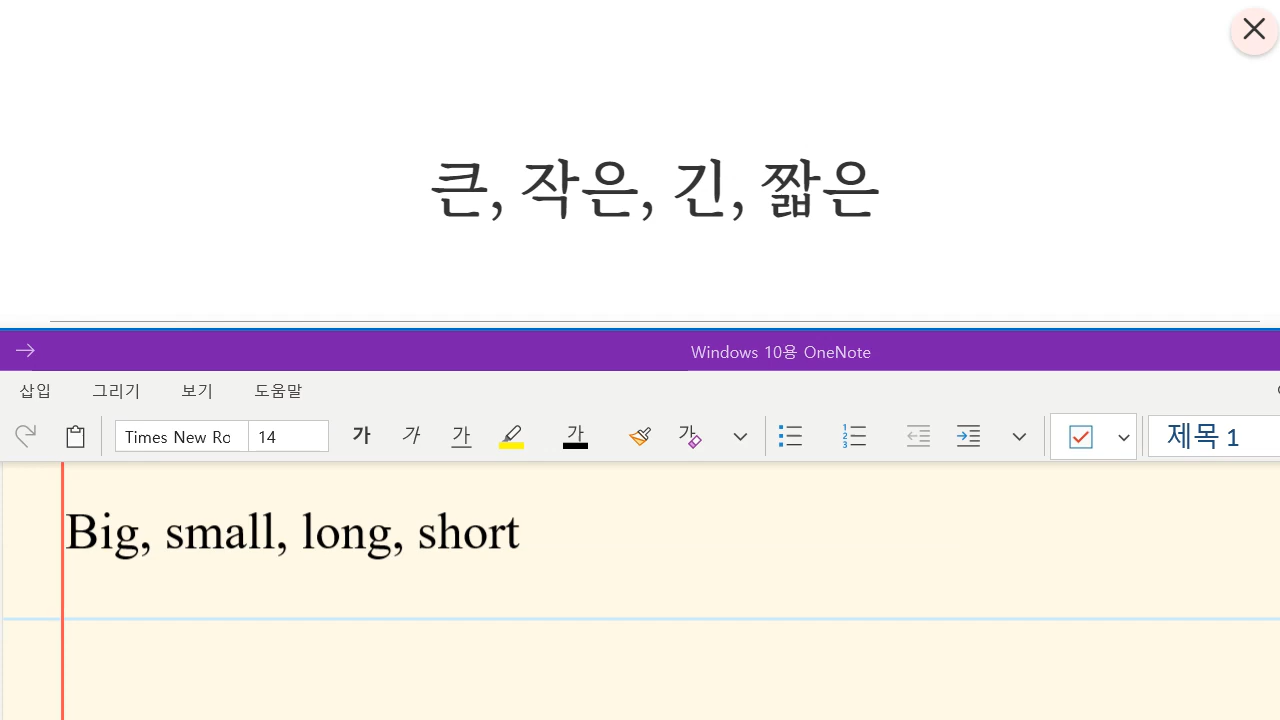 큰, 작은, 긴, 짧은
Windows 10용 OneNote
삽입 그리기 보기 도움말
Times New R... 14 가 가 가 가 가 제목 1
Big, small, long, short